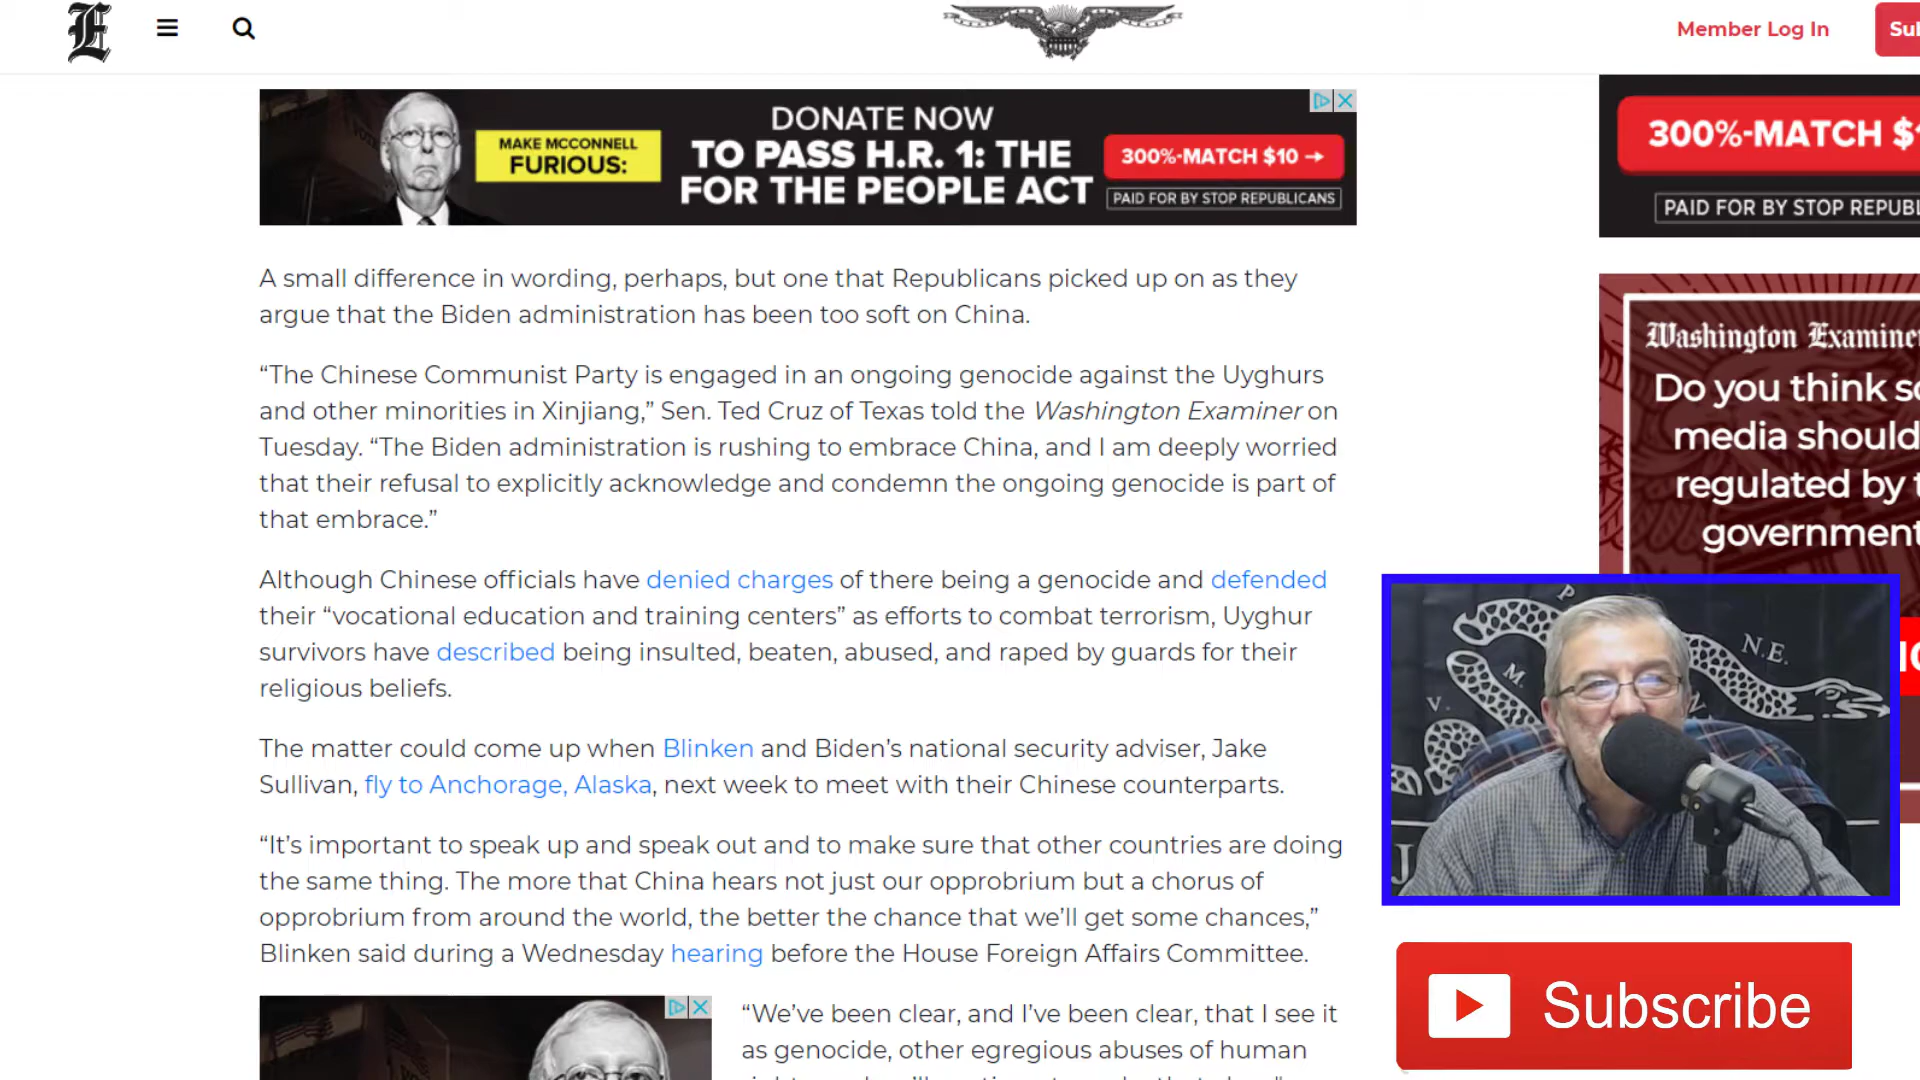 E
Member Log In
Sub
MAKE MCCONNELL
FURIOUS:
DONATE NOW
TO PASS H.R. 1: THE
FOR THE PEOPLE ACT
300%-MATCH $10 →
PAID FOR BY STOP REPUBLICANS
300%-MATCH $1
PAID FOR BY STOP REPUBL
A small difference in wording, perhaps, but one that Republicans picked up on as they
argue that the Biden administration has been too soft on China.
“The Chinese Communist Party is engaged in an ongoing genocide against the Uyghurs
and other minorities in Xinjiang,” Sen. Ted Cruz of Texas told the Washington Examiner on
Tuesday. “The Biden administration is rushing to embrace China, and I am deeply worried
that their refusal to explicitly acknowledge and condemn the ongoing genocide is part of
that embrace.”
Although Chinese officials have denied charges of there being a genocide and defended
their “vocational education and training centers” as efforts to combat terrorism, Uyghur
survivors have described being insulted, beaten, abused, and raped by guards for their
religious beliefs.
The matter could come up when Blinken and Biden’s national security adviser, Jake
Sullivan, fly to Anchorage, Alaska, next week to meet with their Chinese counterparts.
“It’s important to speak up and speak out and to make sure that other countries are doing
the same thing. The more that China hears not just our opprobrium but a chorus of
opprobrium from around the world, the better the chance that we’ll get some chances,”
Blinken said during a Wednesday hearing before the House Foreign Affairs Committee.
“We’ve been clear, and I’ve been clear, that I see it
as genocide, other egregious abuses of human
Washington Examiner
Do you think so
media should
regulated by t
government
P.
N.E.
M.
V.
J
Subscribe